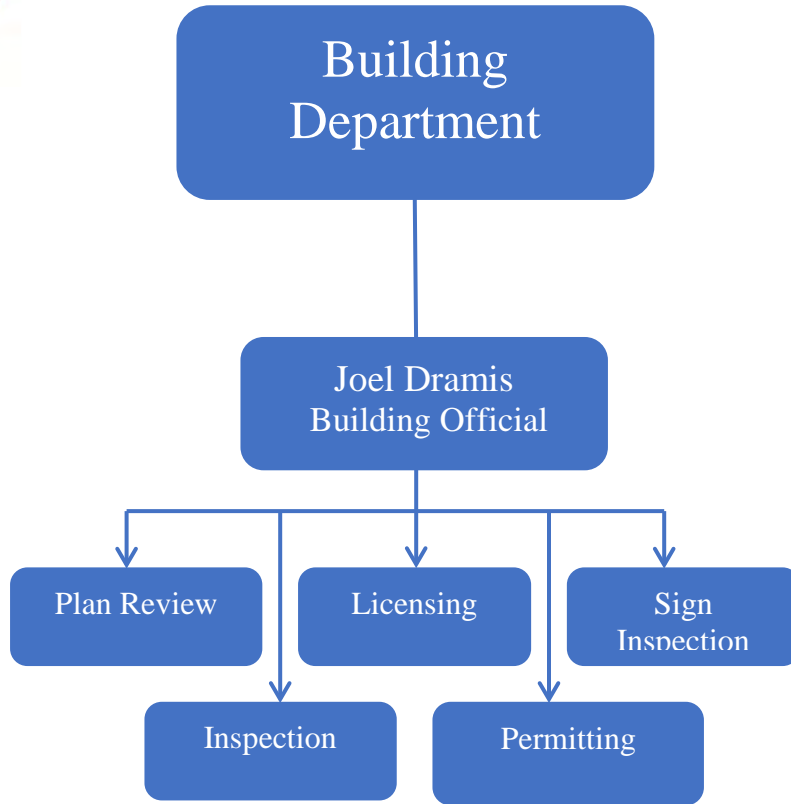 Building
Department
Joel Dramis
Building Official
Plan Review
Licensing
Sign
Inspection
Inspection
Permitting